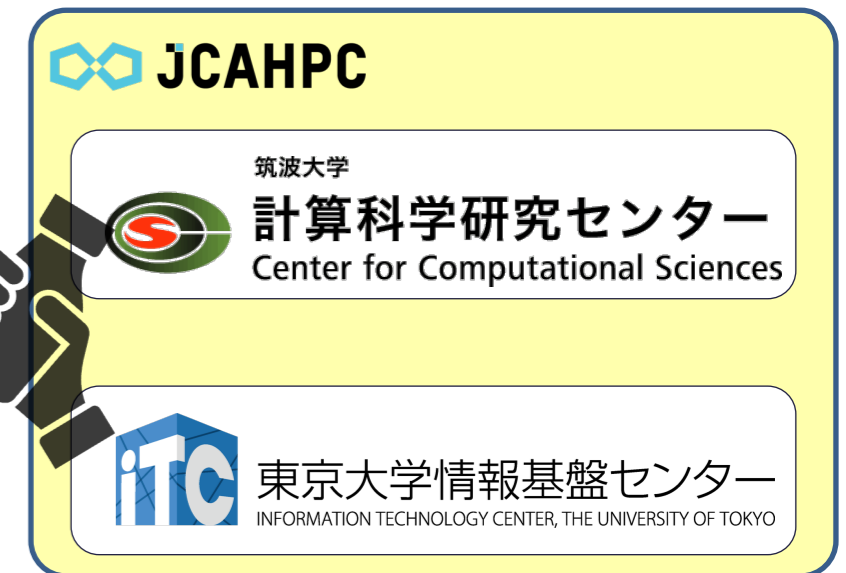 JCAHPC
筑波大学
計算科学研究センター
Center for Computational Sciences
iTC
東京大学情報基盤センター
INFORMATION TECHNOLOGY CENTER, THE UNIVERSITY OF TOKYO